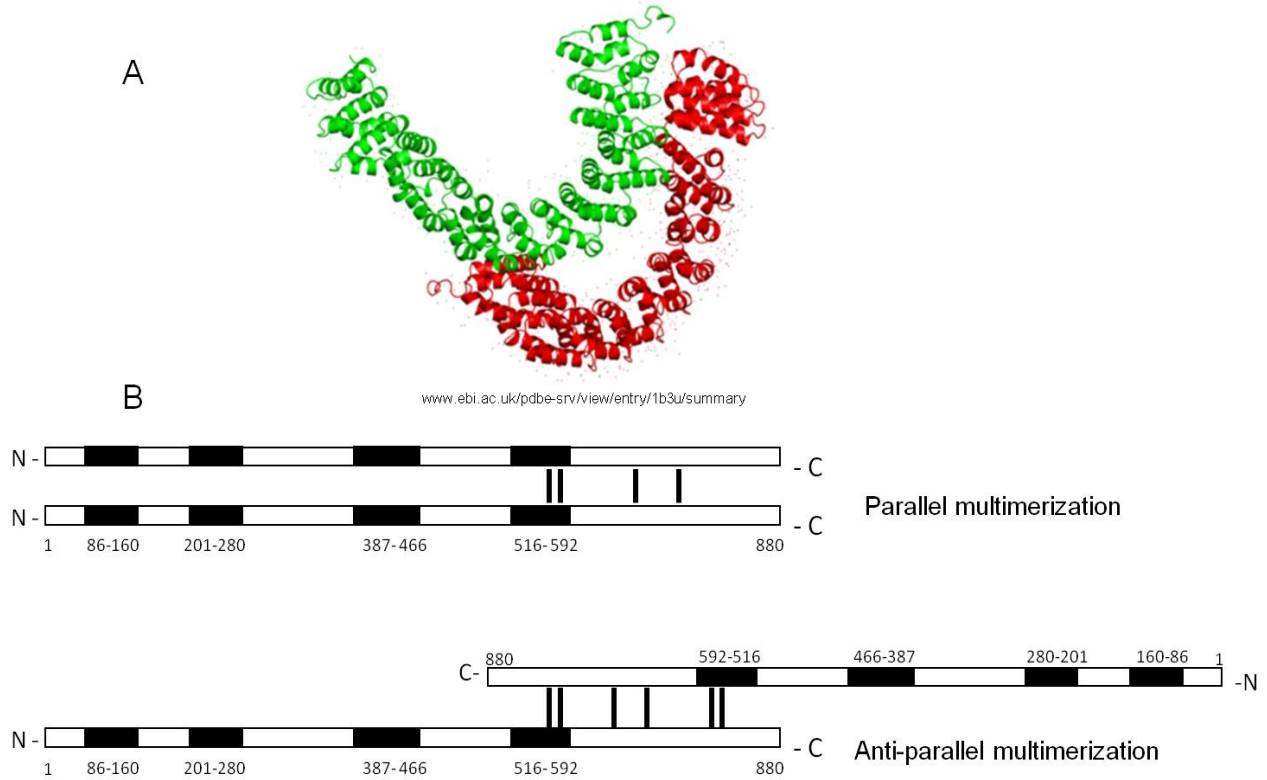 A
www.ebi.ac.uk/pdbe-srv/view/entry/1b3u/summary
B
N - - C
N - - C
Parallel multimerization
1 86-160 201-280 387-466 516-592 880
880 592-516 466-387 280-201 160-86 1
C- -N
N - - C
Anti-parallel multimerization
1 86-160 201-280 387-466 516-592 880